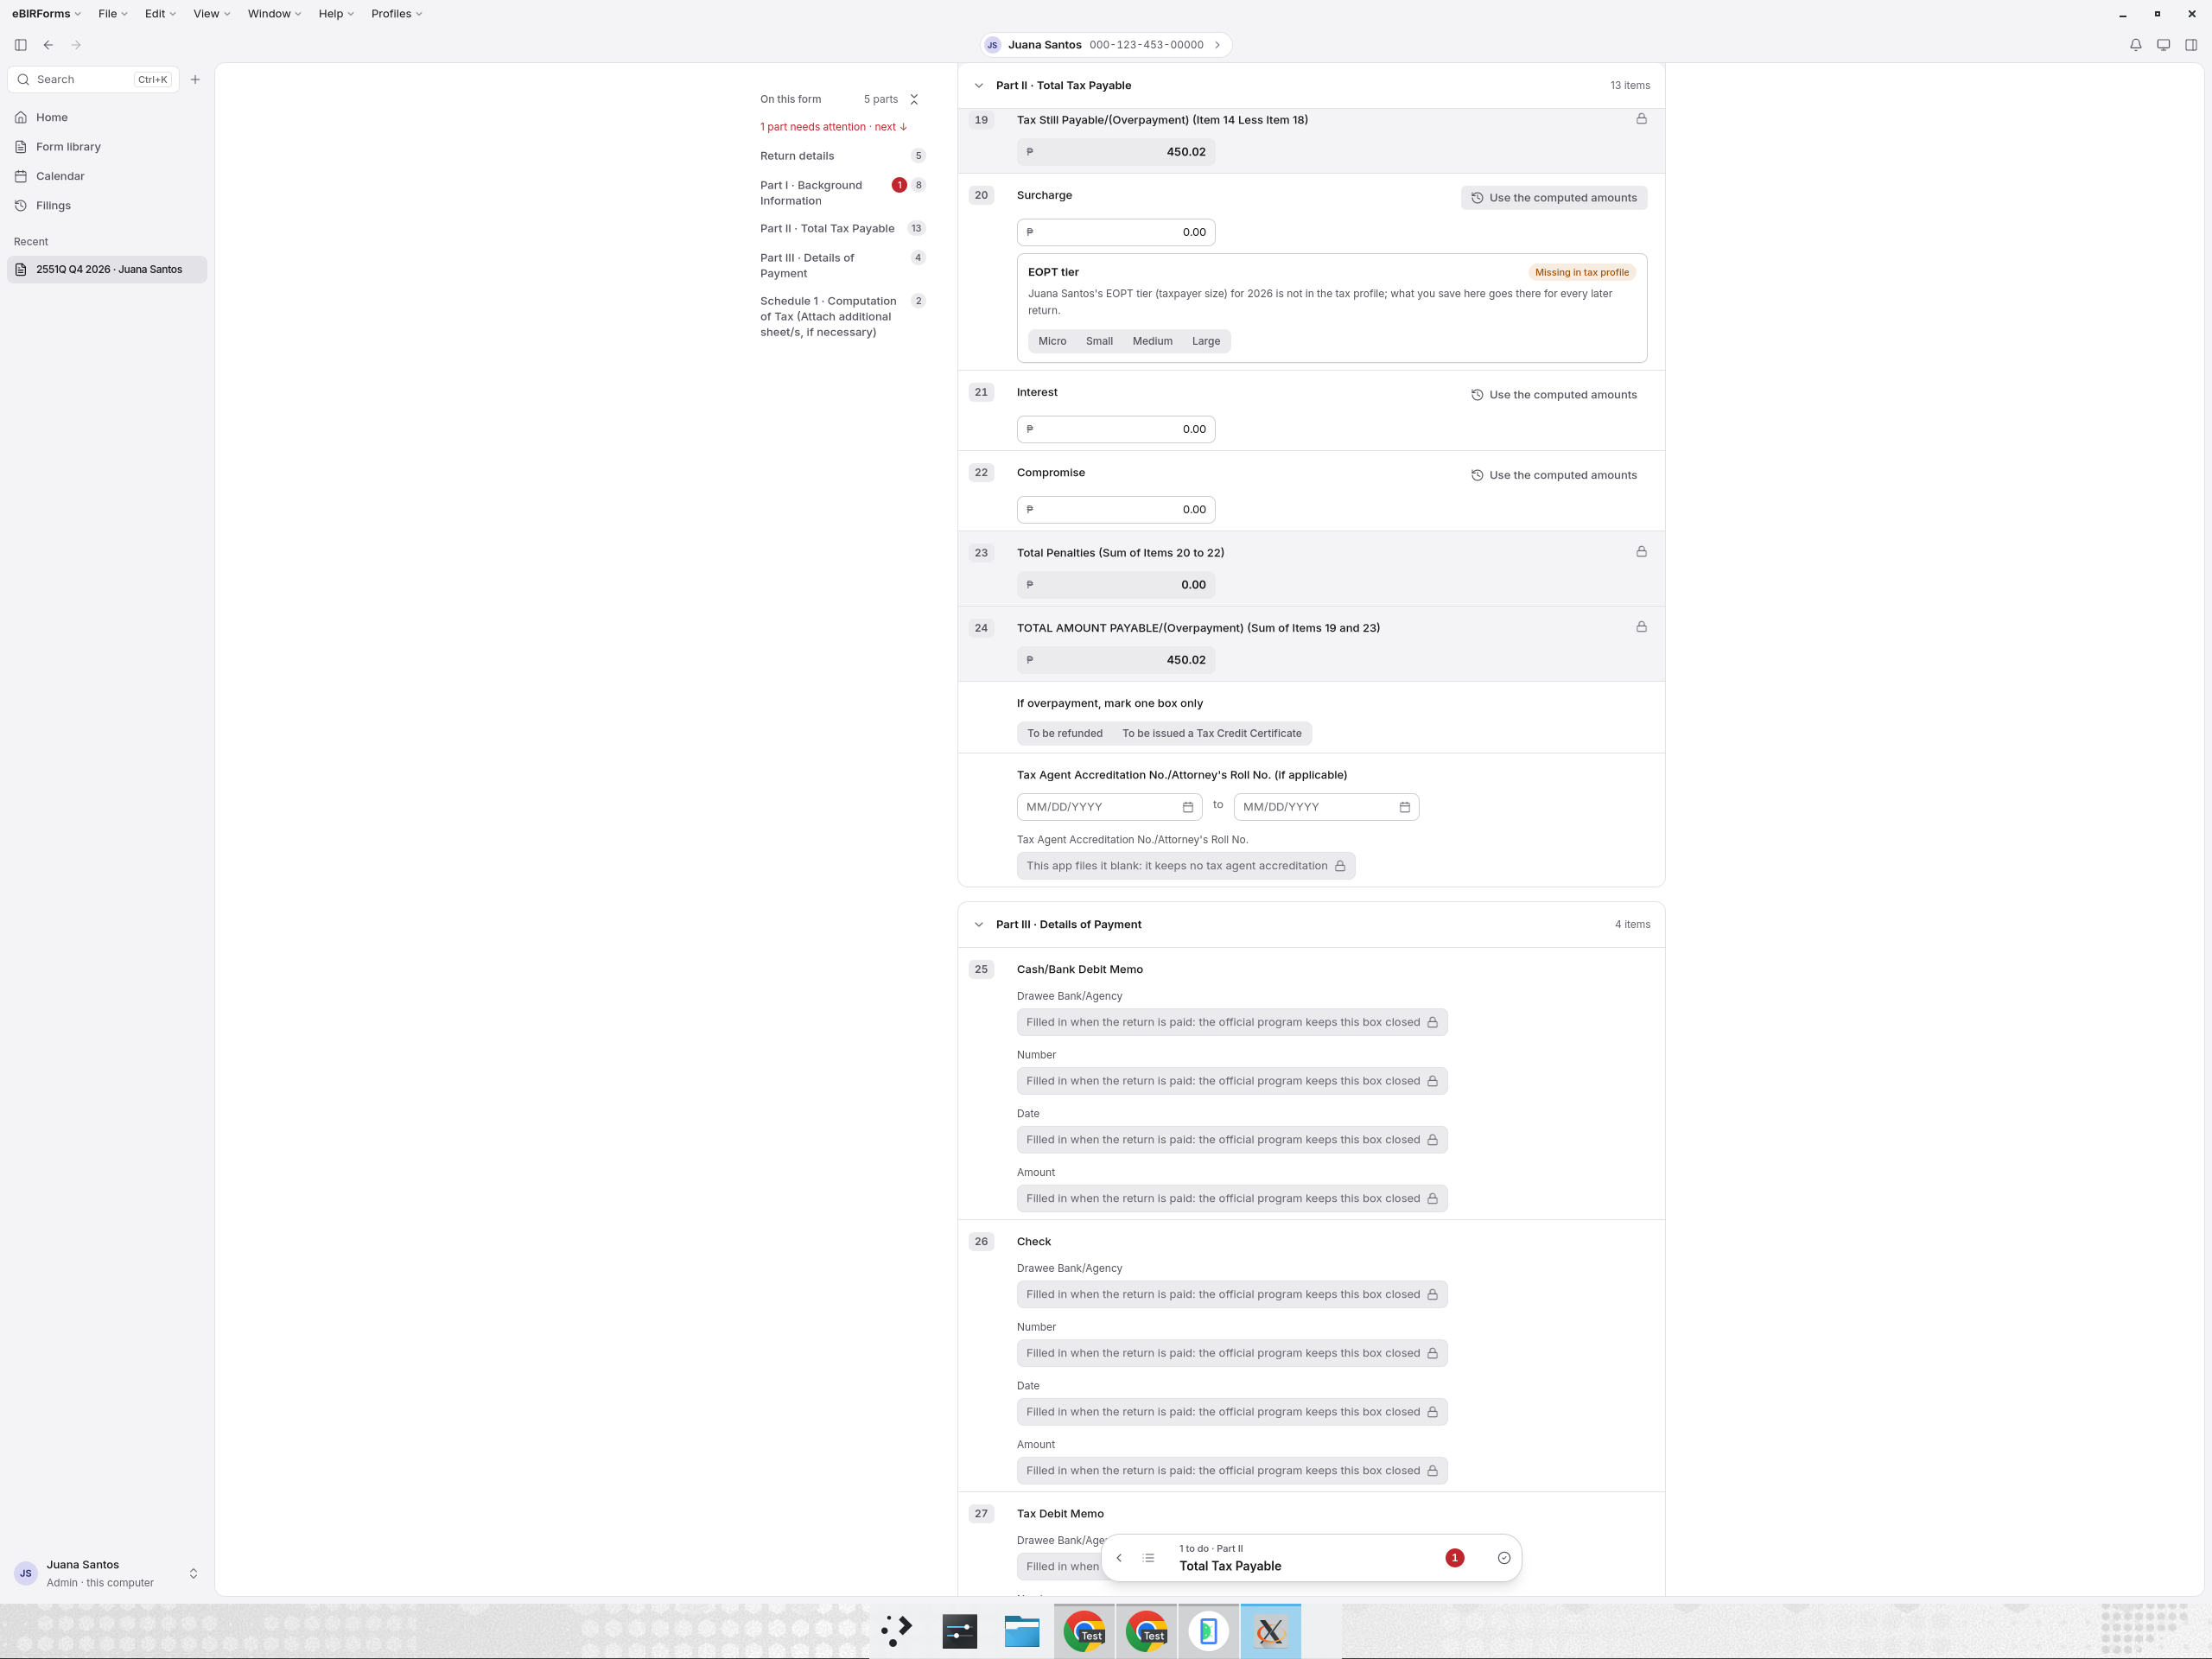 eBIRForms File Edit View Window Help Profiles
JS Juana Santos 000-123-453-00000
Search Ctrl+K
Home
Form library
Calendar
Filings
Recent
2551Q Q4 2026 · Juana Santos
On this form 5 parts
1 part needs attention · next ↓
Return details 5
Part I · Background 1 8
Information
Part II · Total Tax Payable 13
Part III · Details of 4
Payment
Schedule 1 · Computation 2
of Tax (Attach additional
sheet/s, if necessary)
Part II · Total Tax Payable 13 items
19 Tax Still Payable/(Overpayment) (Item 14 Less Item 18)
₱ 450.02
20 Surcharge Use the computed amounts
₱ 0.00
EOPT tier Missing in tax profile
Juana Santos's EOPT tier (taxpayer size) for 2026 is not in the tax profile; what you save here goes there for every later
return.
Micro Small Medium Large
21 Interest Use the computed amounts
₱ 0.00
22 Compromise Use the computed amounts
₱ 0.00
23 Total Penalties (Sum of Items 20 to 22)
₱ 0.00
24 TOTAL AMOUNT PAYABLE/(Overpayment) (Sum of Items 19 and 23)
₱ 450.02
If overpayment, mark one box only
To be refunded To be issued a Tax Credit Certificate
Tax Agent Accreditation No./Attorney's Roll No. (if applicable)
MM/DD/YYYY to MM/DD/YYYY
Tax Agent Accreditation No./Attorney's Roll No.
This app files it blank: it keeps no tax agent accreditation
Part III · Details of Payment 4 items
25 Cash/Bank Debit Memo
Drawee Bank/Agency
Filled in when the return is paid: the official program keeps this box closed
Number
Filled in when the return is paid: the official program keeps this box closed
Date
Filled in when the return is paid: the official program keeps this box closed
Amount
Filled in when the return is paid: the official program keeps this box closed
26 Check
Drawee Bank/Agency
Filled in when the return is paid: the official program keeps this box closed
Number
Filled in when the return is paid: the official program keeps this box closed
Date
Filled in when the return is paid: the official program keeps this box closed
Amount
Filled in when the return is paid: the official program keeps this box closed
27 Tax Debit Memo
Drawee
Filled in when
1 to do · Part II
Total Tax Payable 1
JS Juana Santos
Admin · this computer
Test Test